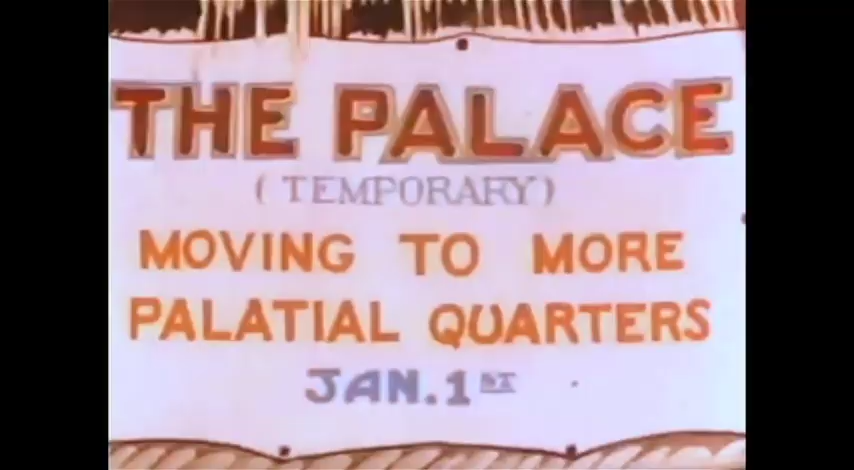 THE PALACE
(TEMPORARY)
MOVING TO MORE
PALATIAL QUARTERS
JAN. 1ST